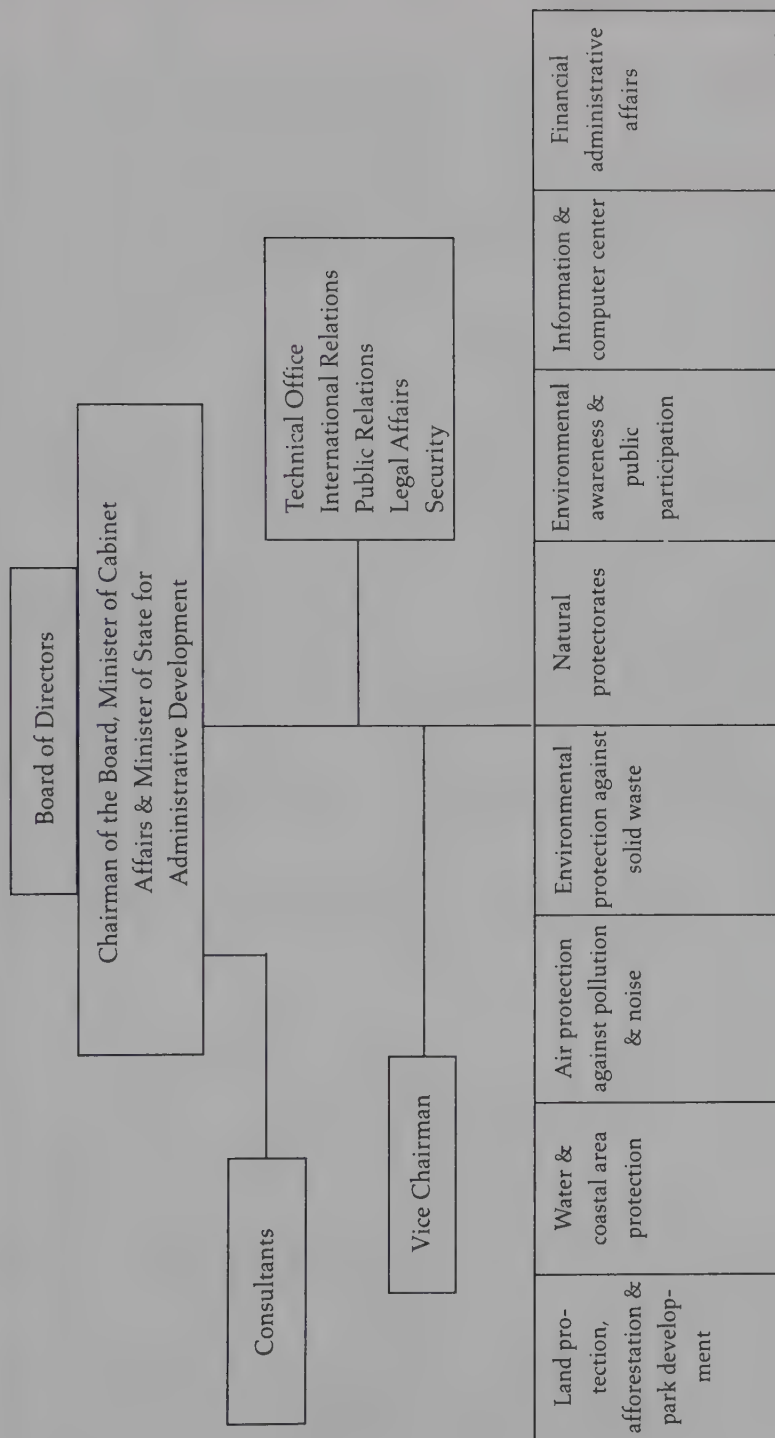 Board of Directors
Chairman of the Board, Minister of Cabinet
Affairs & Minister of State for
Administrative Development
Consultants
Technical Office
International Relations
Public Relations
Legal Affairs
Security
Vice Chairman
Land pro-
tection,
afforestation &
park develop-
ment
Water &
coastal area
protection
Air protection
against pollution
& noise
Environmental
protection against
solid waste
Natural
protectorates
Environmental
awareness &
public
participation
Information &
computer center
Financial
administrative
affairs